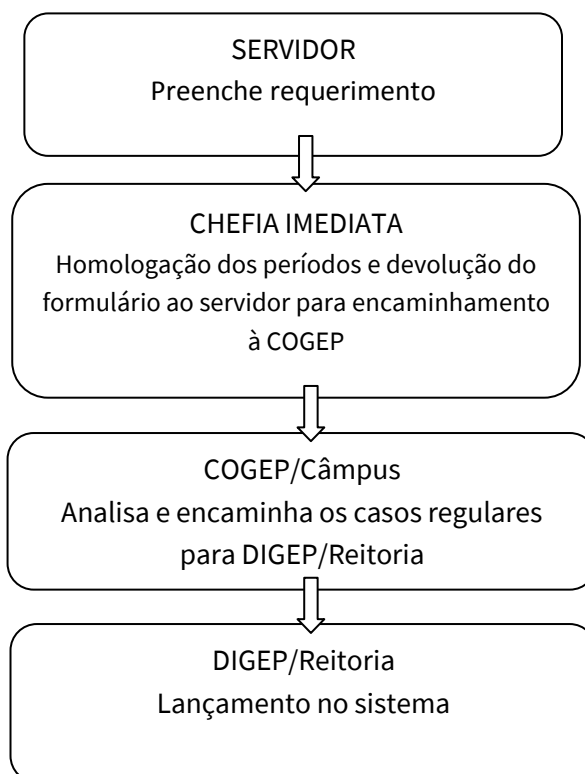 SERVIDOR
Preenche requerimento
CHEFIA IMEDIATA
Homologação dos períodos e devolução do
formulário ao servidor para encaminhamento
à COGEP
COGEP/Câmpus
Analisa e encaminha os casos regulares
para DIGEP/Reitoria
DIGEP/Reitoria
Lançamento no sistema